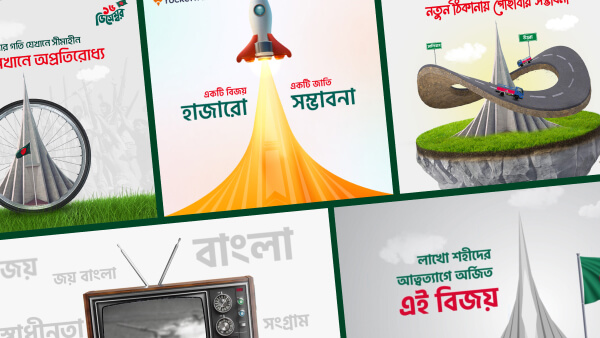 ১৬
ডিসেম্বর
গতি যেখানে সীমাহীন
খানে অপ্রতিরোধ্য
একটি বিজয়
হাজারো
একটি জাতি
সম্ভাবনা
নতুন ঠিকানায় পৌঁছাবার সম্ভাবনা
জয়
জয় বাংলা
বাংলা
স্বাধীনতা
সংগ্রাম
লাখো শহীদের
আত্মত্যাগে অর্জিত
এই বিজয়